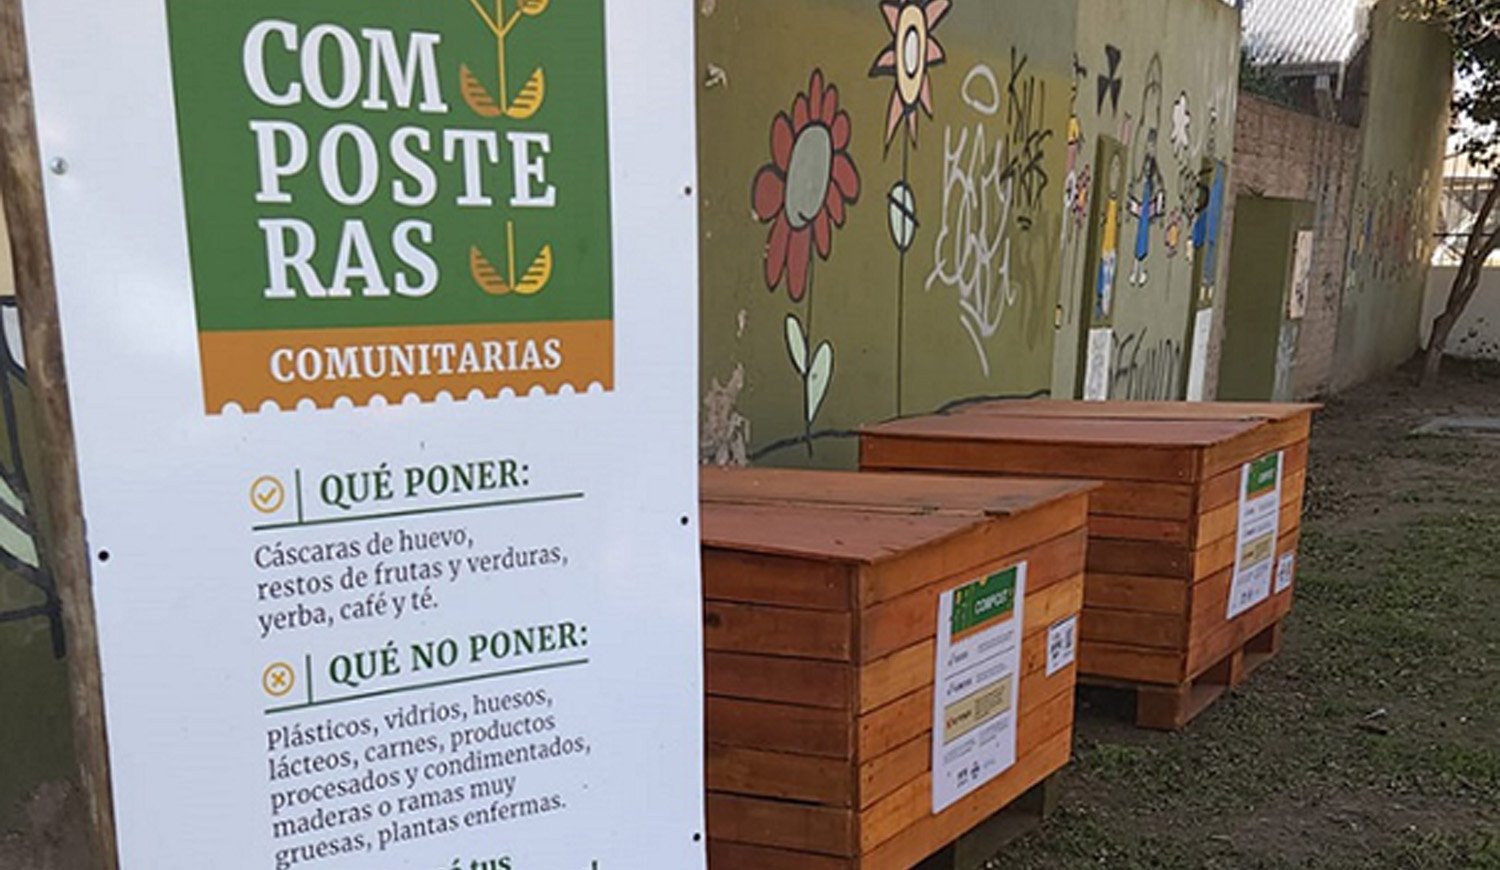 COM
POSTE
RAS
COMUNITARIAS
QUÉ PONER:
Cáscaras de huevo,
restos de frutas y verduras,
yerba, café y té.
QUÉ NO PONER:
Plásticos, vidrios, huesos,
lácteos, carnes, productos
procesados y condimentados,
maderas o ramas muy
gruesas, plantas enfermas.
tus
COMPOST